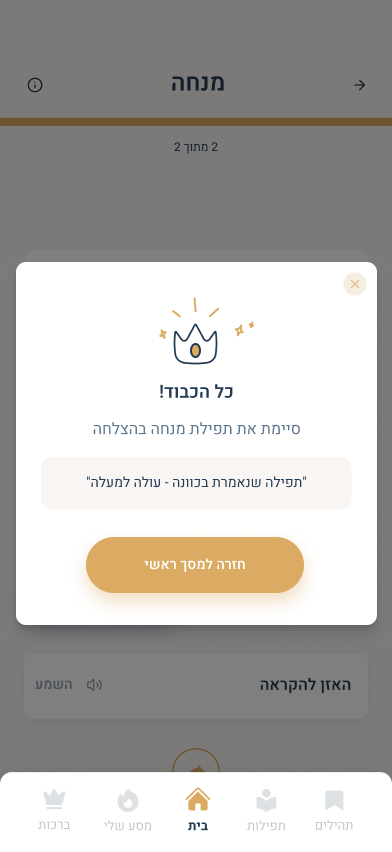 מנחה
2 מתוך 2
כל הכבוד!
סיימת את תפילת מנחה בהצלחה
"תפילה שנאמרת בכוונה - עולה למעלה"
חזרה למסך ראשי
האזן להקראה
השמע
תהילים
תפילות
בית
מסע שלי
ברכות